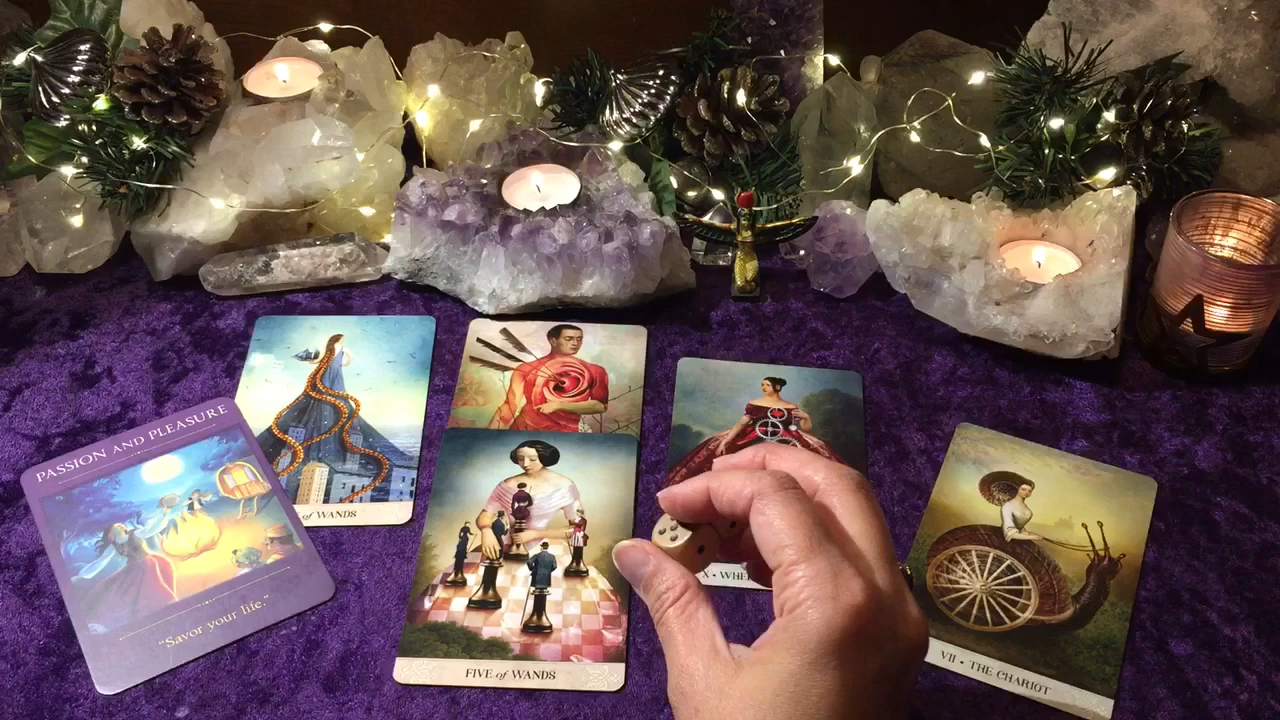 PASSION AND PLEASURE
"Savor your life."
of WANDS
FIVE of WANDS
X • WHE
VII • THE CHARIOT